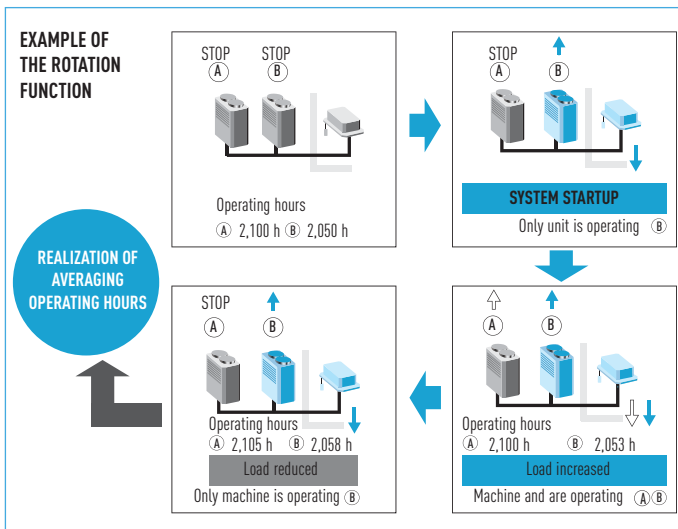 EXAMPLE OF
THE ROTATION
FUNCTION
STOP STOP
A B
Operating hours
A 2,100 h B 2,050 h
STOP
A B
SYSTEM STARTUP
Only unit is operating B
A B
Operating hours
A 2,100 h B 2,053 h
Load increased
Machine and are operating A B
STOP
A B
Operating hours
A 2,105 h B 2,058 h
Load reduced
Only machine is operating B
REALIZATION OF
AVERAGING
OPERATING HOURS